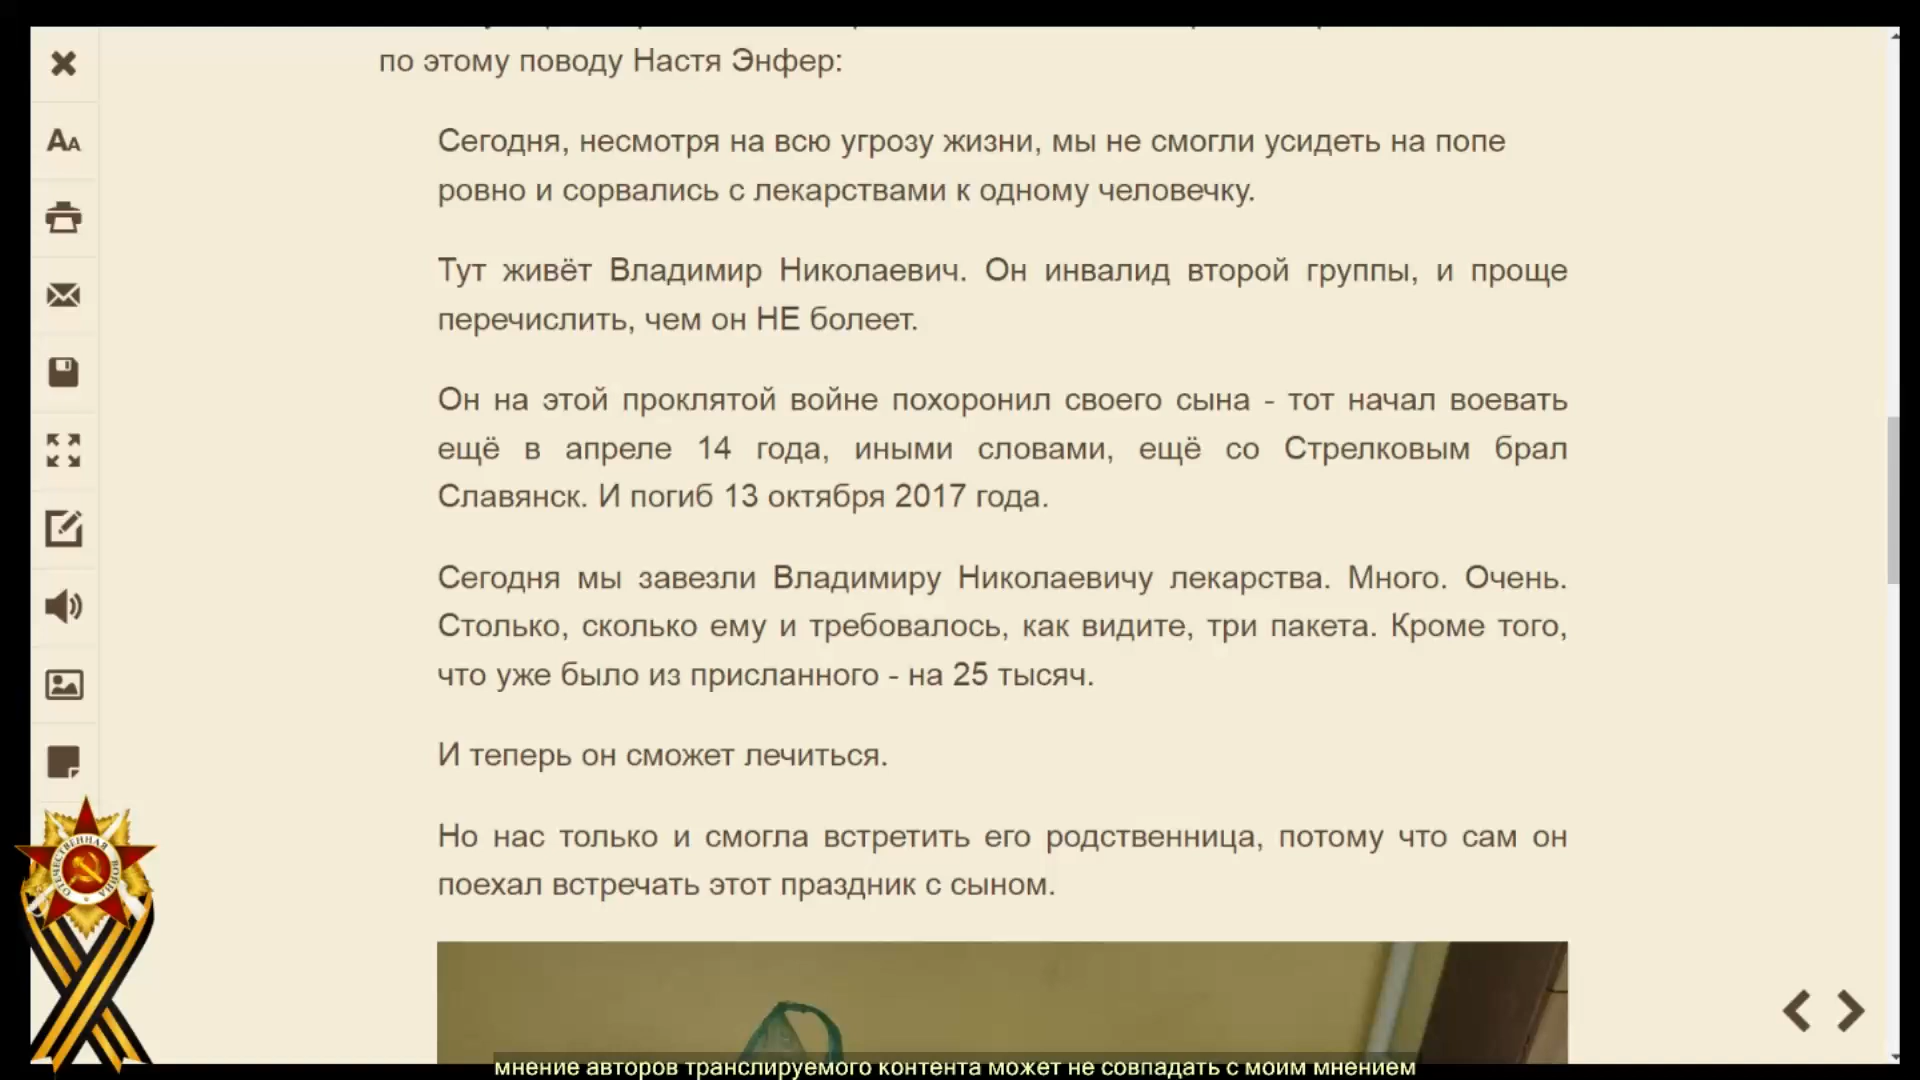 по этому поводу Настя Энфер:
Сегодня, несмотря на всю угрозу жизни, мы не смогли усидеть на попе
ровно и сорвались с лекарствами к одному человечку.
Тут живёт Владимир Николаевич. Он инвалид второй группы, и проще
перечислить, чем он НЕ болеет.
Он на этой проклятой войне похоронил своего сына - тот начал воевать
ещё в апреле 14 года, иными словами, ещё со Стрелковым брал
Славянск. И погиб 13 октября 2017 года.
Сегодня мы завезли Владимиру Николаевичу лекарства. Много. Очень.
Столько, сколько ему и требовалось, как видите, три пакета. Кроме того,
что уже было из присланного - на 25 тысяч.
И теперь он сможет лечиться.
Но нас только и смогла встретить его родственница, потому что сам он
поехал встречать этот праздник с сыном.
ОТЕЧЕСТВЕННАЯ ВОЙНА
мнение авторов транслируемого контента может не совпадать с моим мнением